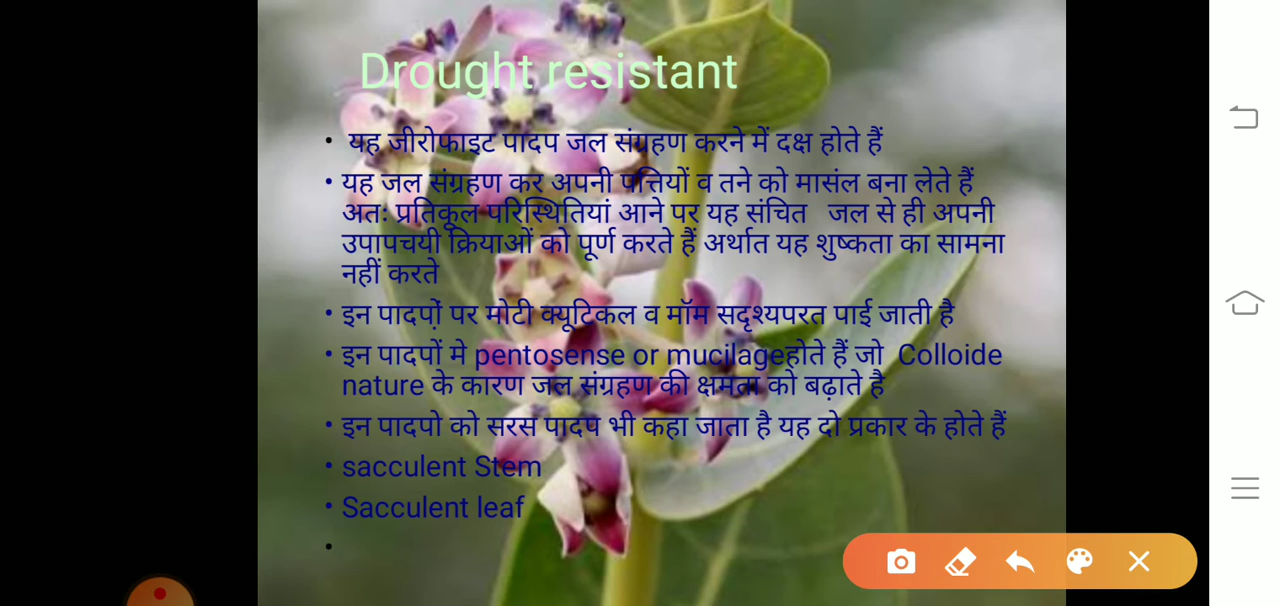 Drought resistant
• यह जीरोफाइट पादप जल संग्रहण करने में दक्ष होते हैं
• यह जल संग्रहण कर अपनी पत्तियों व तने को मासंल बना लेते हैं
अतः प्रतिकूल परिस्थितियां आने पर यह संचित जल से ही अपनी
उपापचयी क्रियाओं को पूर्ण करते हैं अर्थात यह शुष्कता का सामना
नहीं करते
• इन पादपों़ पर मोटी क्यूटिकल व मॉम सदृश्यपरत पाई जाती है
• इन पादपों मे pentosense or mucilageहोते हैं जो Colloide
nature के कारण जल संग्रहण की क्षमता को बढ़ाते है
• इन पादपो को सरस पादप भी कहा जाता है यह दो प्रकार के होते हैं
• sacculent Stem
• Sacculent leaf
•